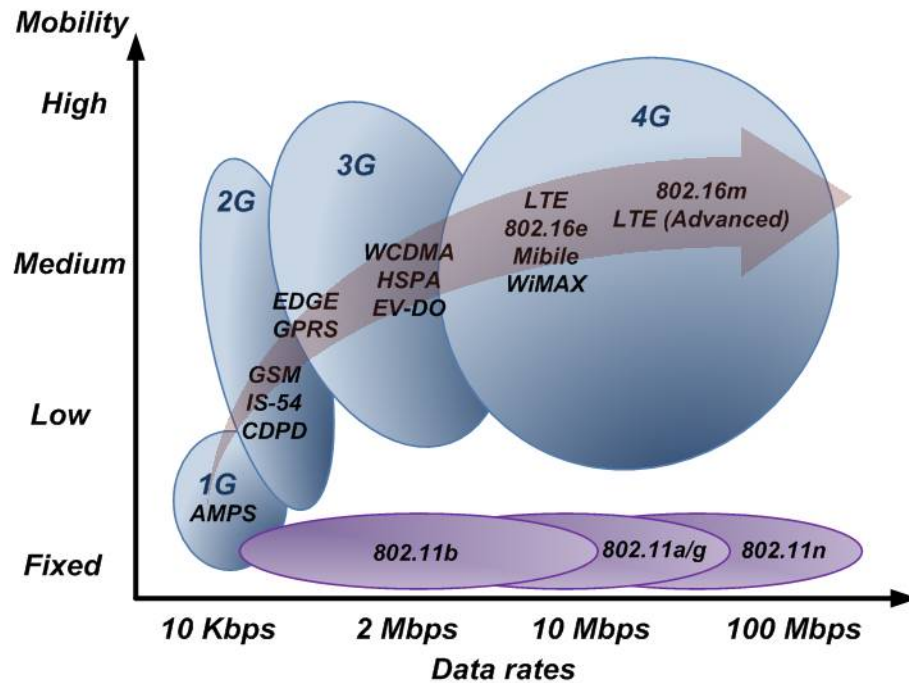 Mobility
High
Medium
Low
Fixed
1G
AMPS
2G
GSM
IS-54
CDPD
EDGE
GPRS
3G
WCDMA
HSPA
EV-DO
4G
LTE
802.16e
Mibile
WiMAX
802.16m
LTE (Advanced)
802.11b
802.11a/g
802.11n
10 Kbps
2 Mbps
10 Mbps
100 Mbps
Data rates